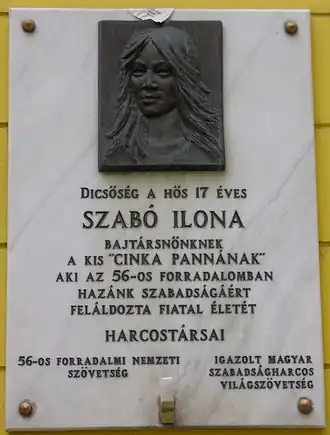 DICSŐSÉG A HŐS 17 ÉVES
SZABÓ ILONA
BAJTÁRSNŐNKNEK
A KIS "CINKA PANNÁNAK"
AKI AZ 56-OS FORRADALOMBAN
HAZÁNK SZABADSÁGÁÉRT
FELÁLDOZTA FIATAL ÉLETÉT
HARCOSTÁRSAI
56-OS FORRADALMI NEMZETI
SZÖVETSÉG
IGAZOLT MAGYAR
SZABADSÁGHARCOS
VILÁGSZÖVETSÉG